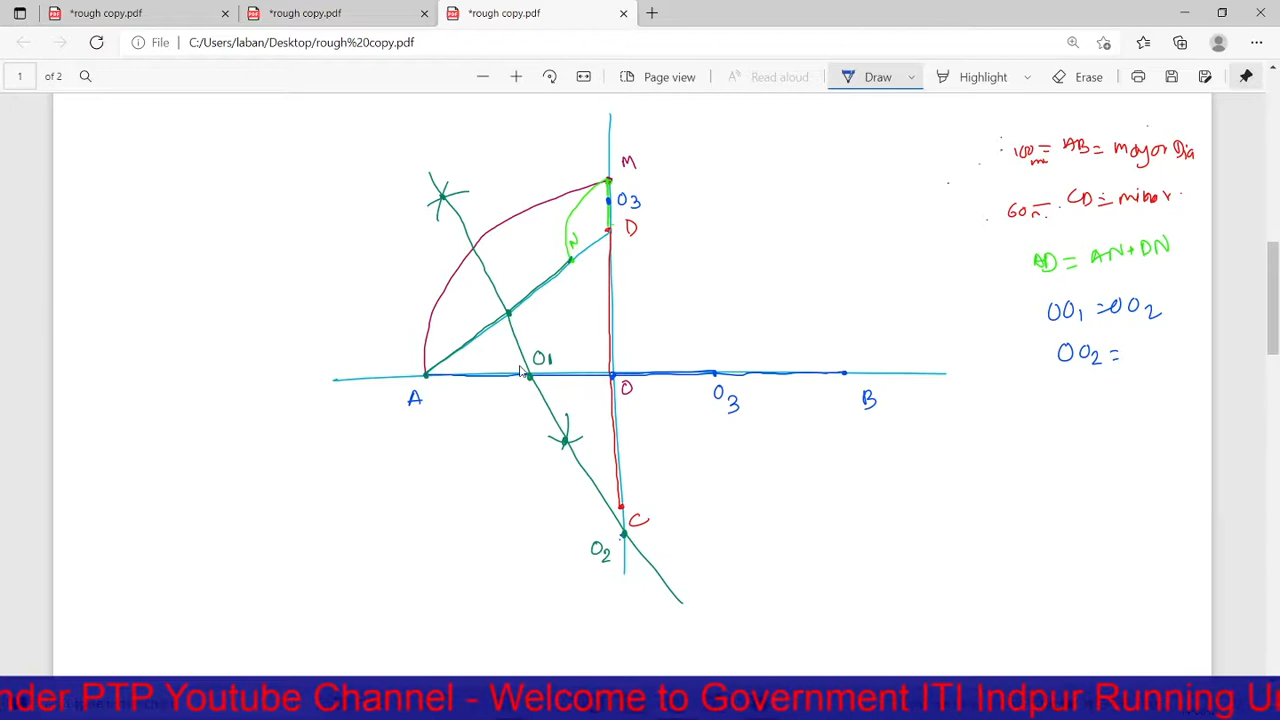 *rough copy.pdf
*rough copy.pdf
*rough copy.pdf
File
C:/Users/laban/Desktop/rough%20copy.pdf
1 of 2
Page view
Read aloud
Draw
Highlight
Erase
M
O3
D
N
O1
A
O
O3
B
C
O2
100 = AB = major Dia
60 CD = minor
AD = AN + DN
OO1 = OO2
OO2 =
nder PTP Youtube Channel - Welcome to Government ITI Indpur Running U